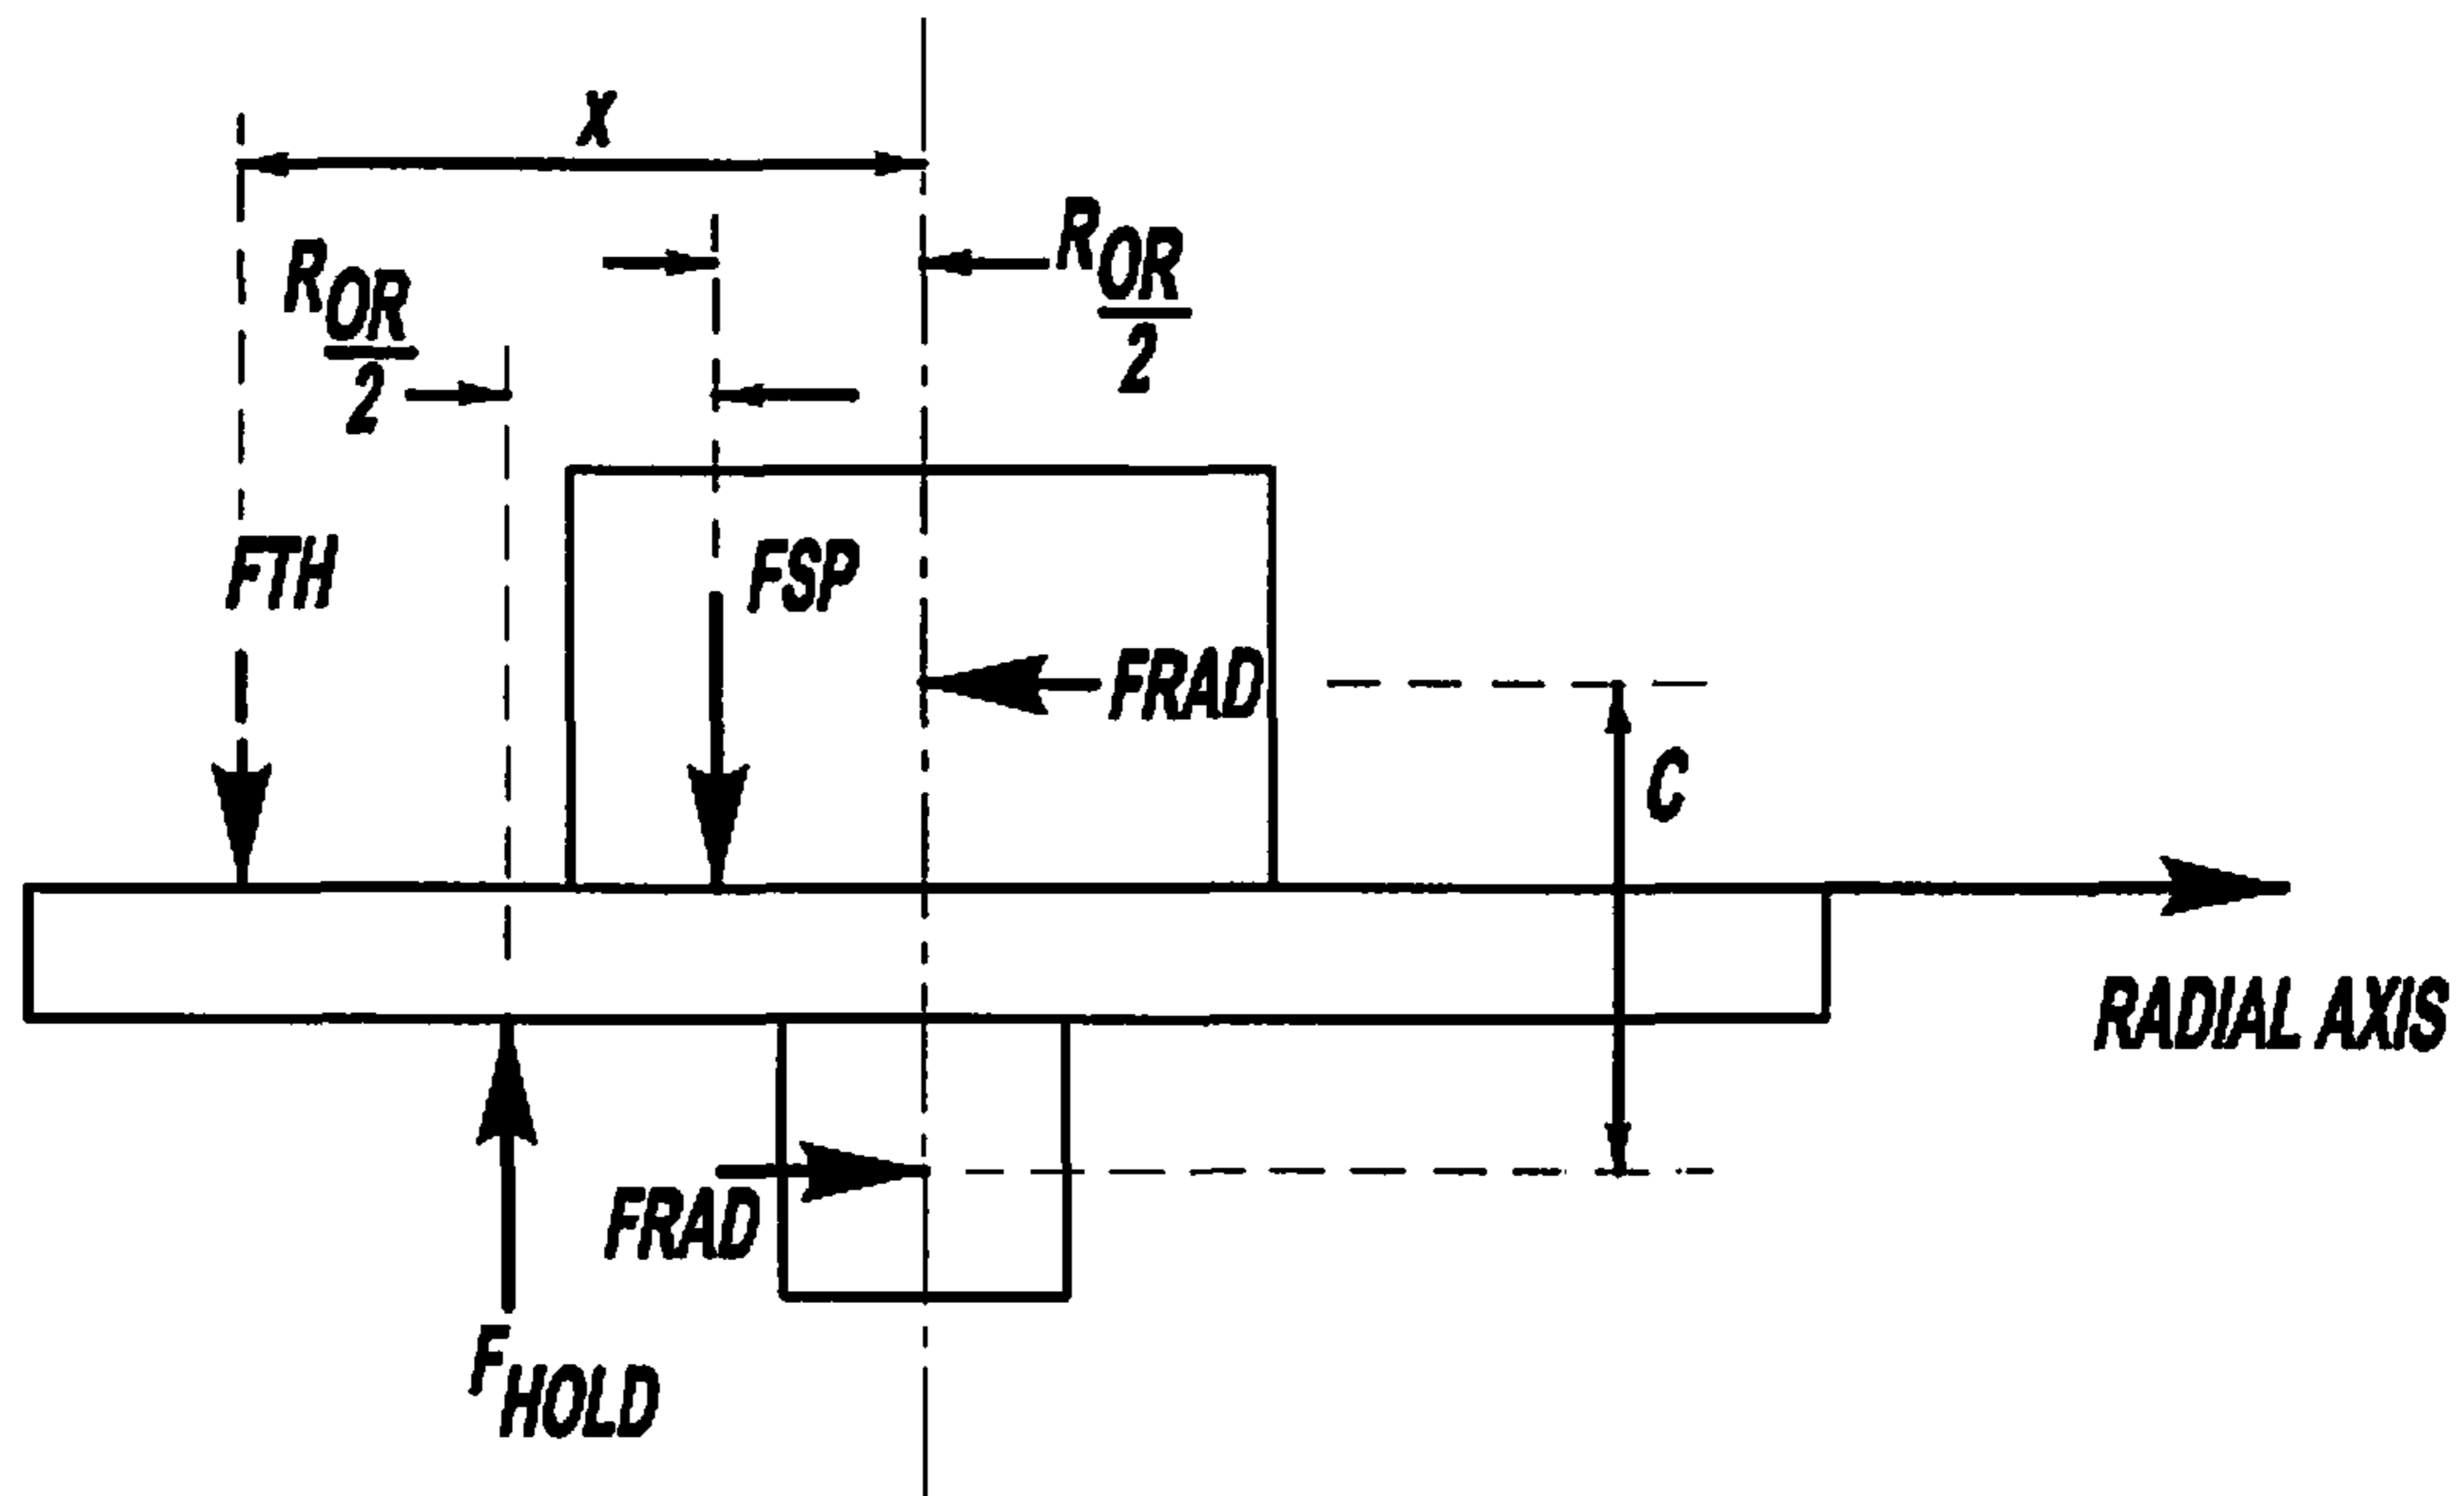 X
R OR/2
R OR/2
FTH
FSP
FRAD
C
RADIAL AXIS
FRAD
F HOLD